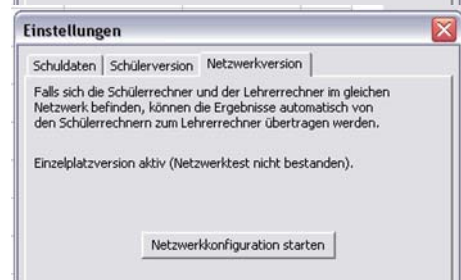 Einstellungen
Schuldaten Schülerversion Netzwerkversion
Falls sich die Schülerrechner und der Lehrerrechner im gleichen
Netzwerk befinden, können die Ergebnisse automatisch von
den Schülerrechnern zum Lehrerrechner übertragen werden.
Einzelplatzversion aktiv (Netzwerktest nicht bestanden).
Netzwerkkonfiguration starten